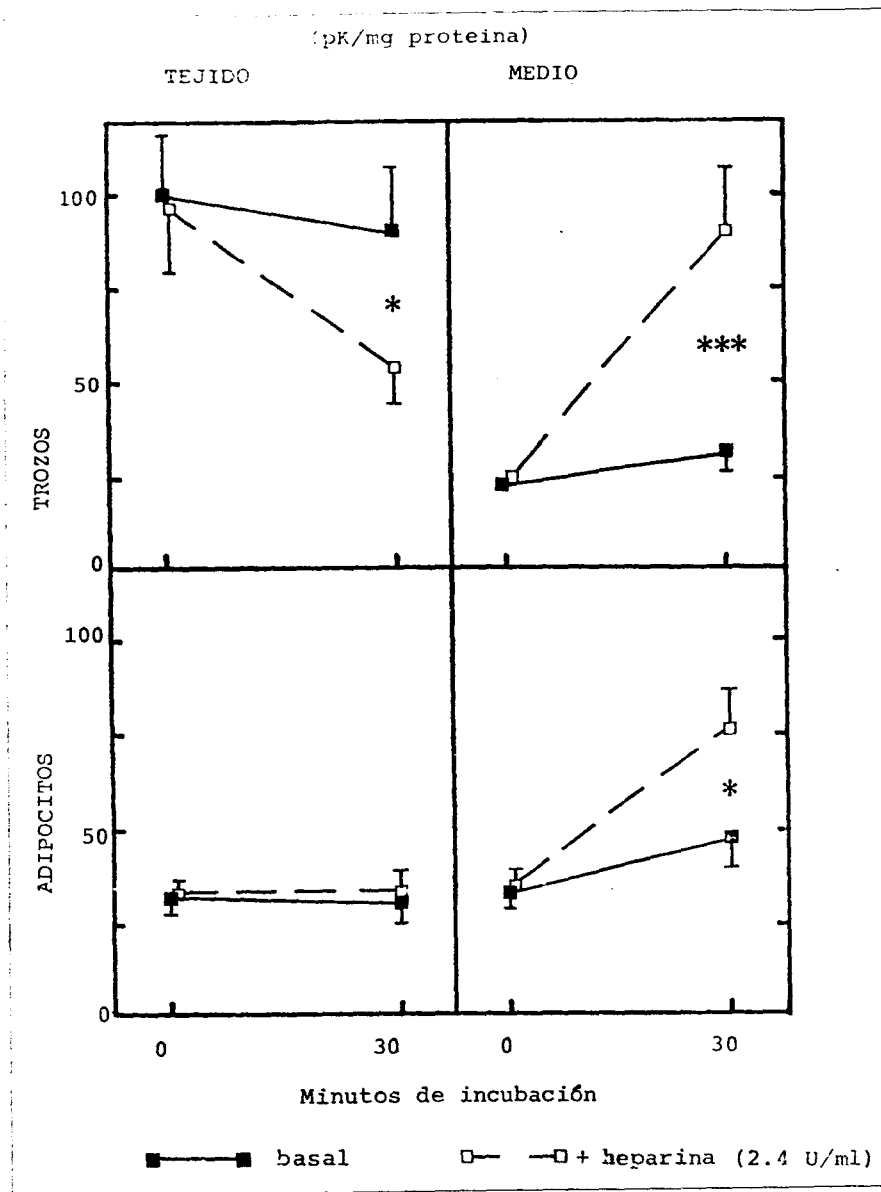 (pK/mg proteina)
TEJIDO MEDIO
100
*
***
50
TROZOS
0
100
ADIPOCITOS
50
*
0
0 30 0 30
Minutos de incubación
basal + heparina (2.4 U/ml)